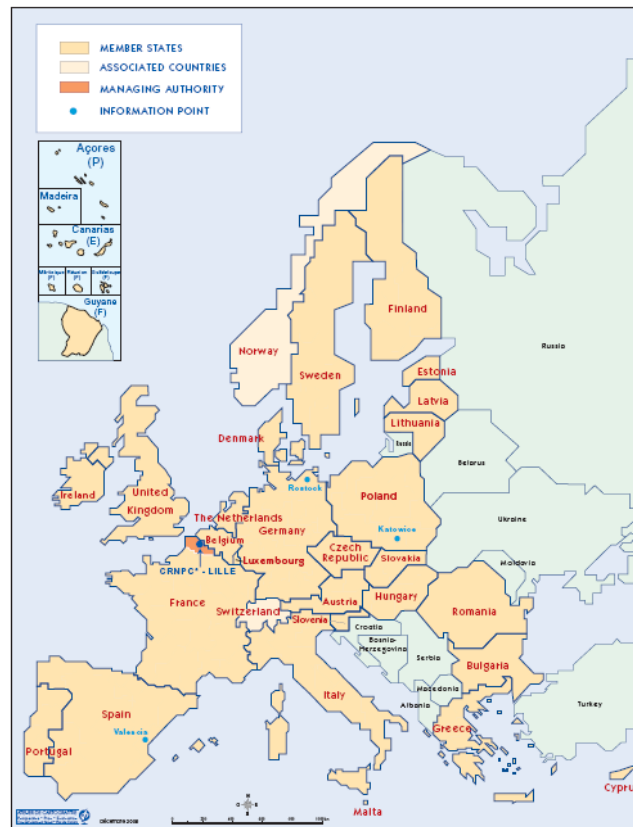 MEMBER STATES
ASSOCIATED COUNTRIES
MANAGING AUTHORITY
INFORMATION POINT
Açores
(P)
Madeira
Canarias
(E)
Martinique
(F)
Réunion
(F)
Guadeloupe
(F)
Guyane
(F)
Norway
Sweden
Finland
Russia
Estonia
Latvia
Lithuania
Russia
Denmark
Belarus
Ireland
United
Kingdom
Rostock
Poland
The Netherlands
Germany
Katowice
Ukraine
Belgium
Luxembourg
Czech
Republic
Slovakia
CRNPC* - LILLE
Moldavia
France
Switzerland
Austria
Hungary
Romania
Slovenia
Croatia
Bosnia-
Herzegovina
Serbia
Bulgaria
Italy
Macedonia
Albania
Turkey
Spain
Valencia
Portugal
Greece
Malta
Cyprus